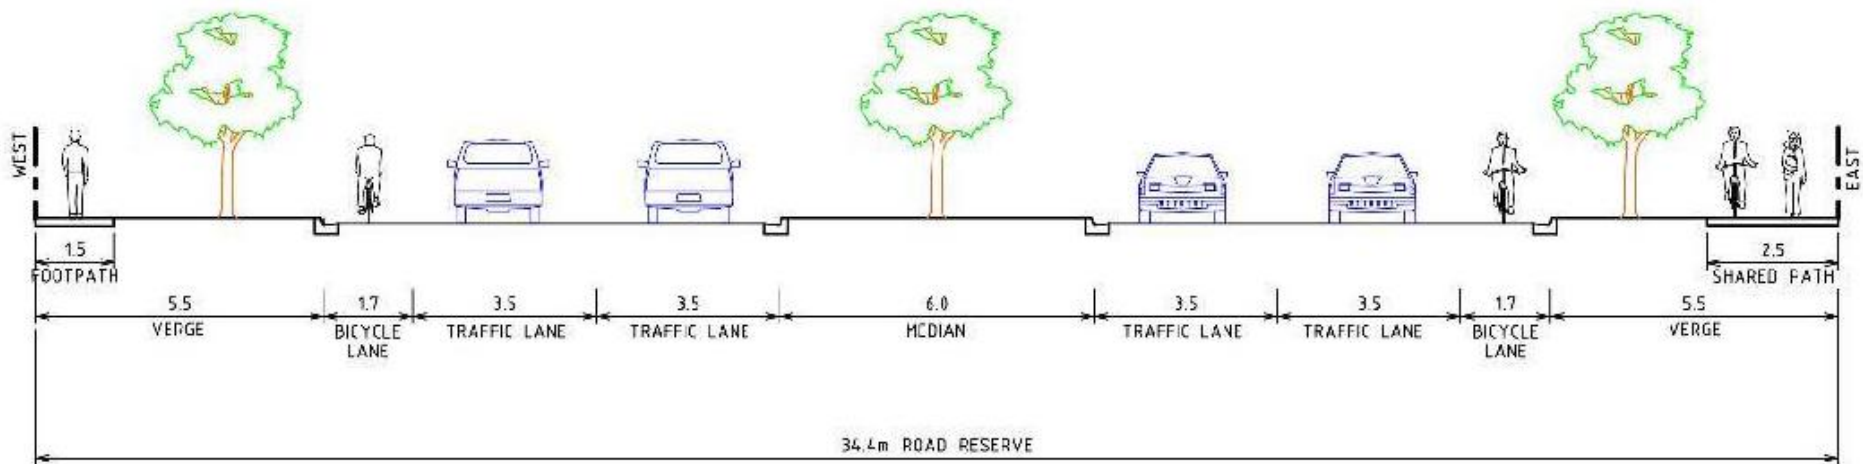 WEST
EAST
1.5
FOOTPATH
2.5
SHARED PATH
5.5
VERGE
1.7
BICYCLE
LANE
3.5
TRAFFIC LANE
3.5
TRAFFIC LANE
6.0
MEDIAN
3.5
TRAFFIC LANE
3.5
TRAFFIC LANE
1.7
BICYCLE
LANE
5.5
VERGE
34.4m ROAD RESERVE